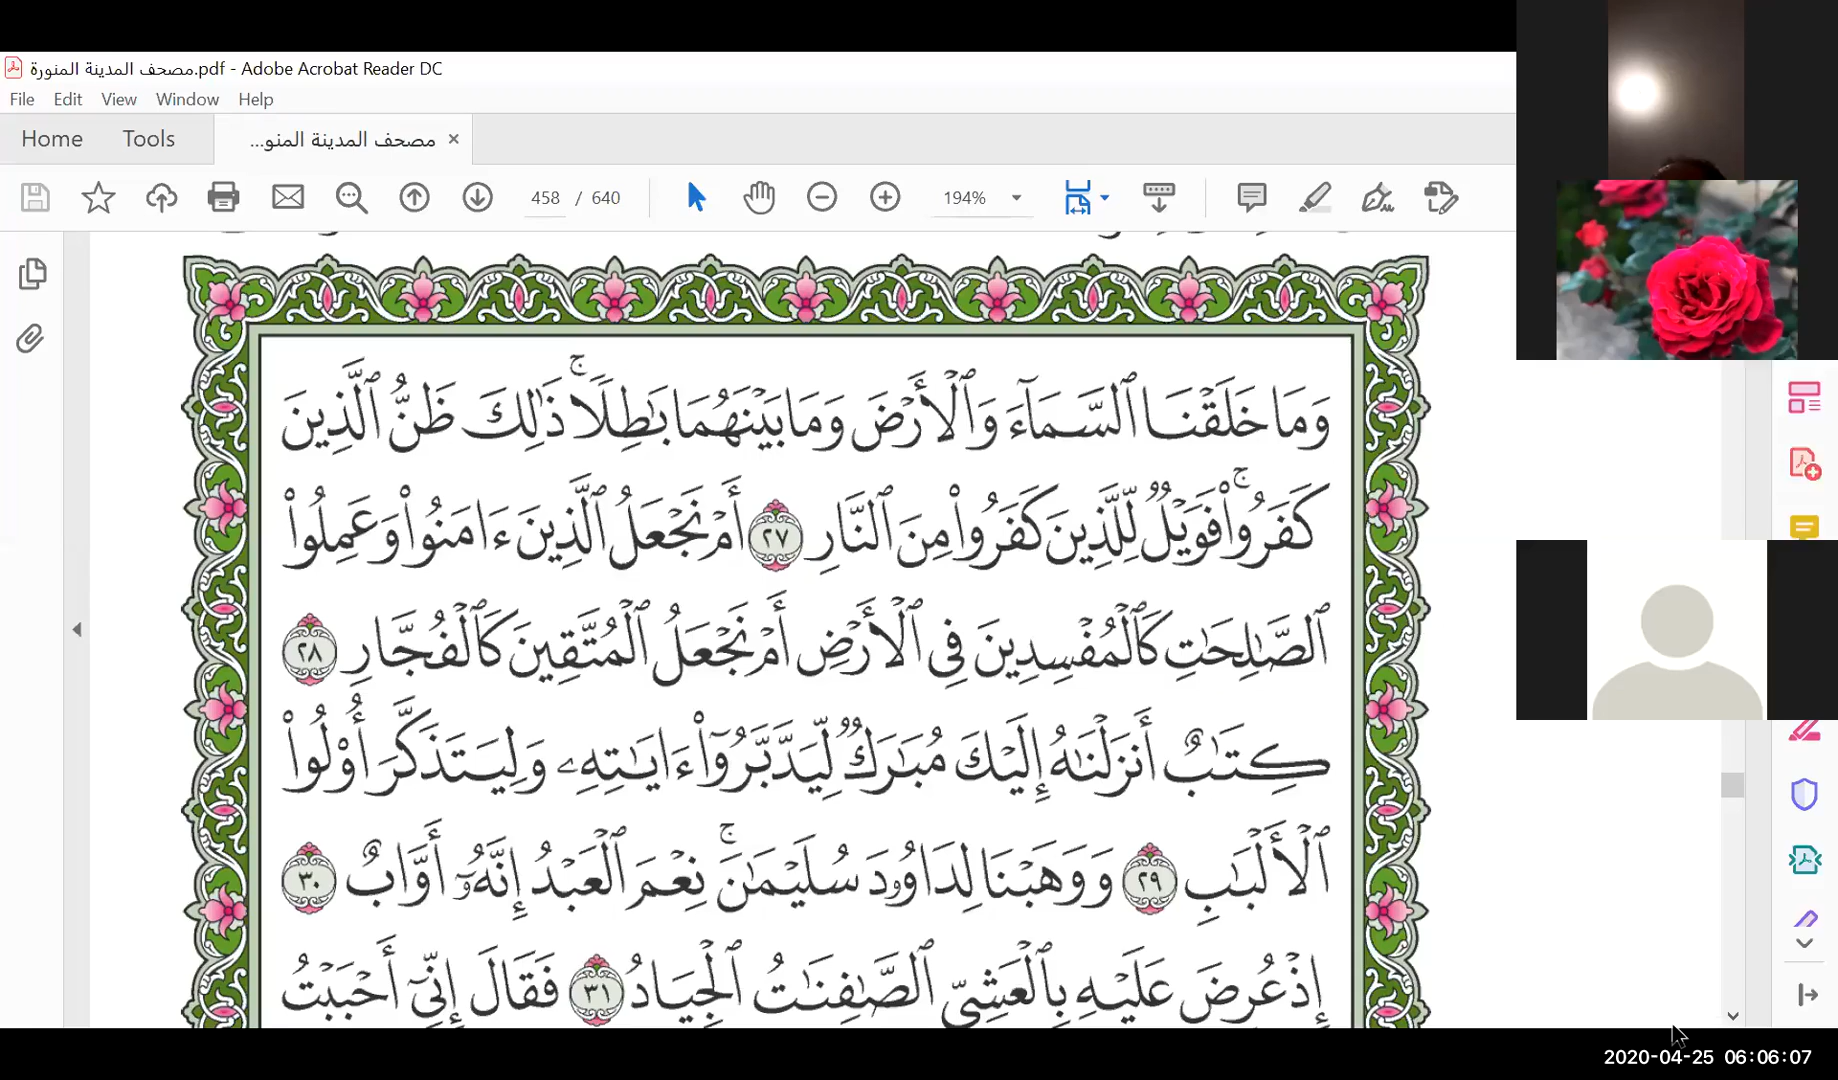 مصحف المدينة المنورة.pdf - Adobe Acrobat Reader DC
File Edit View Window Help
Home Tools مصحف المدينة المنو...
458 / 640 194%
وَمَا خَلَقْنَا ٱلسَّمَآءَ وَٱلْأَرْضَ وَمَا بَيْنَهُمَا بَٰطِلًا ۚ ذَٰلِكَ ظَنُّ ٱلَّذِينَ
كَفَرُوا۟ ۚ فَوَيْلٌ لِّلَّذِينَ كَفَرُوا۟ مِنَ ٱلنَّارِ ٢٧ أَمْ نَجْعَلُ ٱلَّذِينَ ءَامَنُوا۟ وَعَمِلُوا۟
ٱلصَّٰلِحَٰتِ كَٱلْمُفْسِدِينَ فِى ٱلْأَرْضِ أَمْ نَجْعَلُ ٱلْمُتَّقِينَ كَٱلْفُجَّارِ ٢٨
كِتَٰبٌ أَنزَلْنَٰهُ إِلَيْكَ مُبَٰرَكٌ لِّيَدَّبَّرُوٓا۟ ءَايَٰتِهِۦ وَلِيَتَذَكَّرَ أُو۟لُوا۟
ٱلْأَلْبَٰبِ ٢٩ وَوَهَبْنَا لِدَاوُۥدَ سُلَيْمَٰنَ ۚ نِعْمَ ٱلْعَبْدُ إِنَّهُۥٓ أَوَّابٌ ٣٠
إِذْ عُرِضَ عَلَيْهِ بِٱلْعَشِىِّ ٱلصَّٰفِنَٰتُ ٱلْجِيَادُ ٣١ فَقَالَ إِنِّىٓ أَحْبَبْتُ
2020-04-25 06:06:07